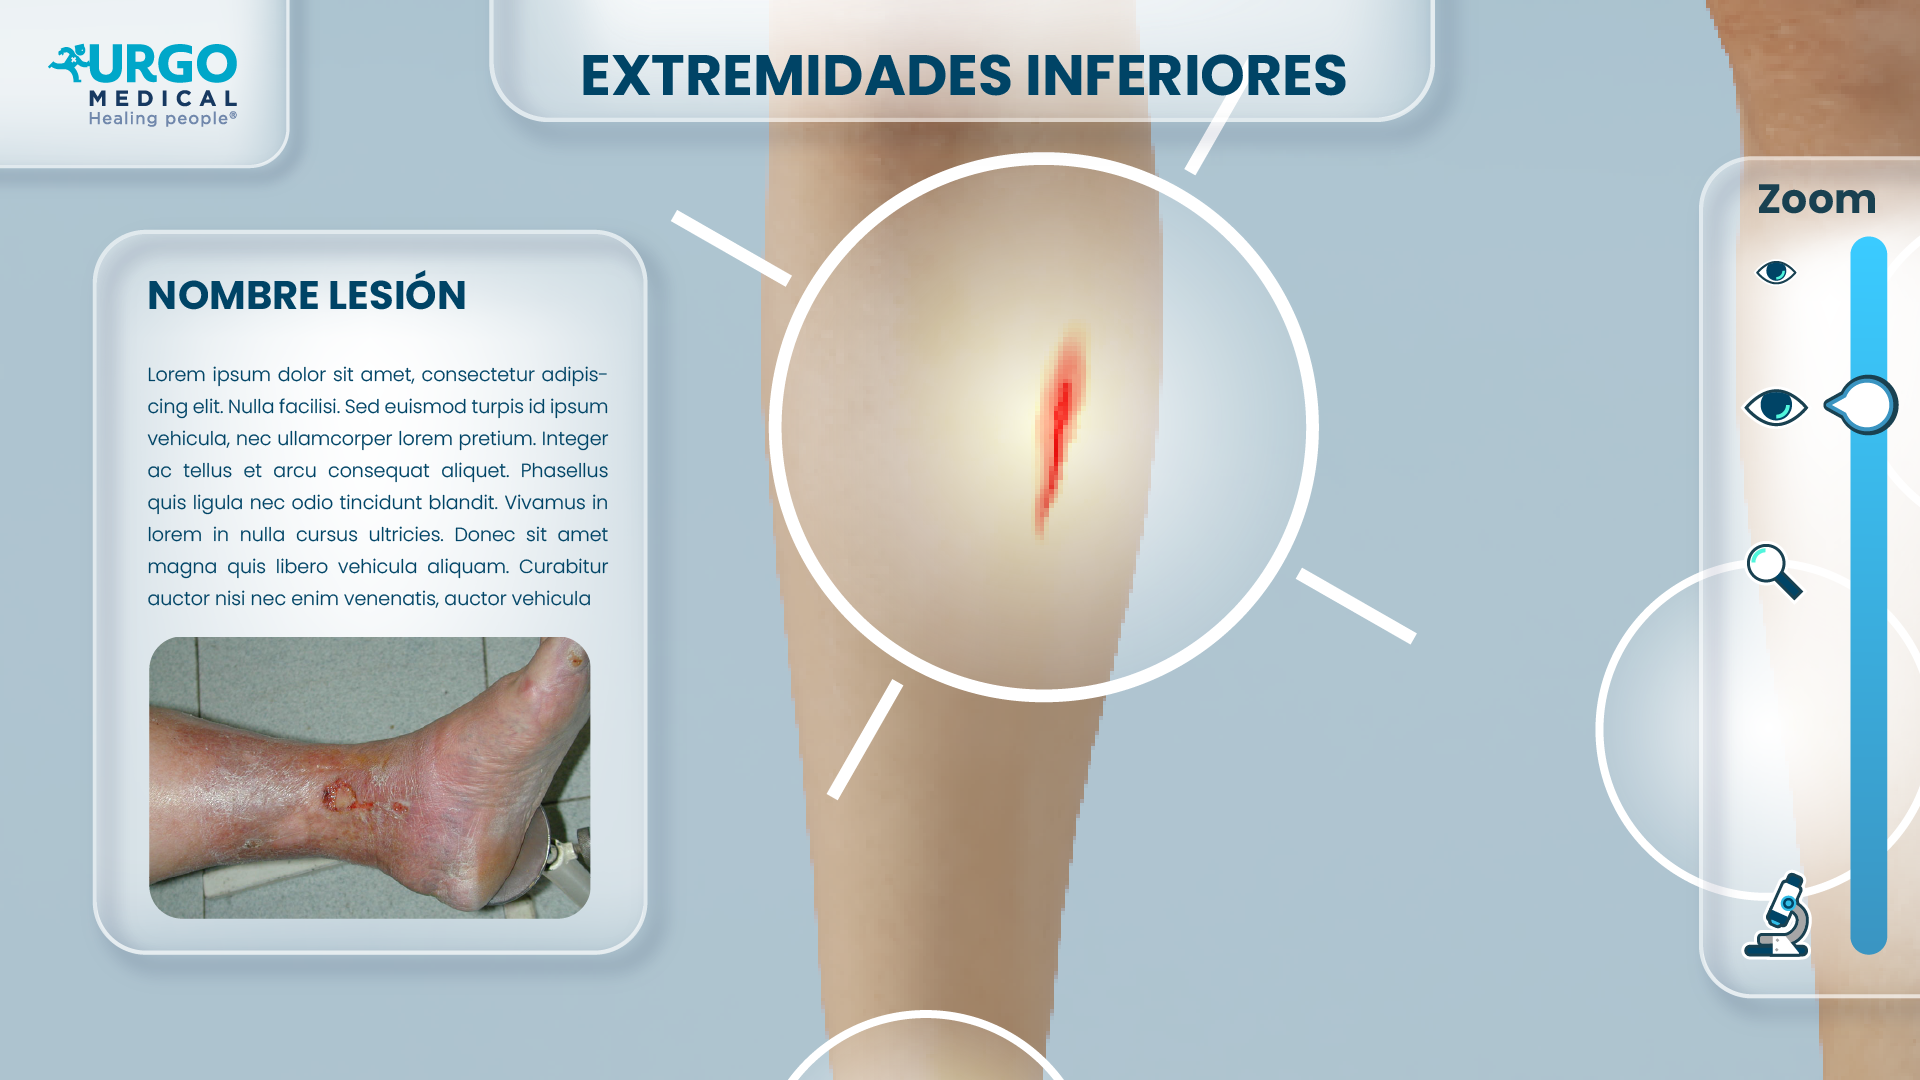 URGO
MEDICAL
Healing people®
EXTREMIDADES INFERIORES
NOMBRE LESIÓN
Lorem ipsum dolor sit amet, consectetur adipis-
cing elit. Nulla facilisi. Sed euismod turpis id ipsum
vehicula, nec ullamcorper lorem pretium. Integer
ac tellus et arcu consequat aliquet. Phasellus
quis ligula nec odio tincidunt blandit. Vivamus in
lorem in nulla cursus ultricies. Donec sit amet
magna quis libero vehicula aliquam. Curabitur
auctor nisi nec enim venenatis, auctor vehicula
Zoom